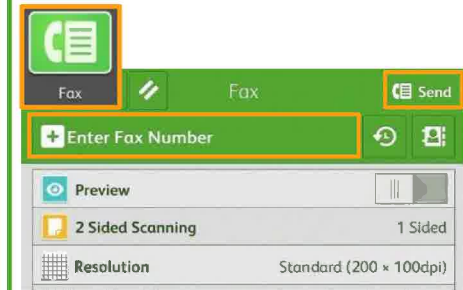 Fax
Fax
Send
Enter Fax Number
Preview
2 Sided Scanning 1 Sided
Resolution Standard (200 × 100dpi)